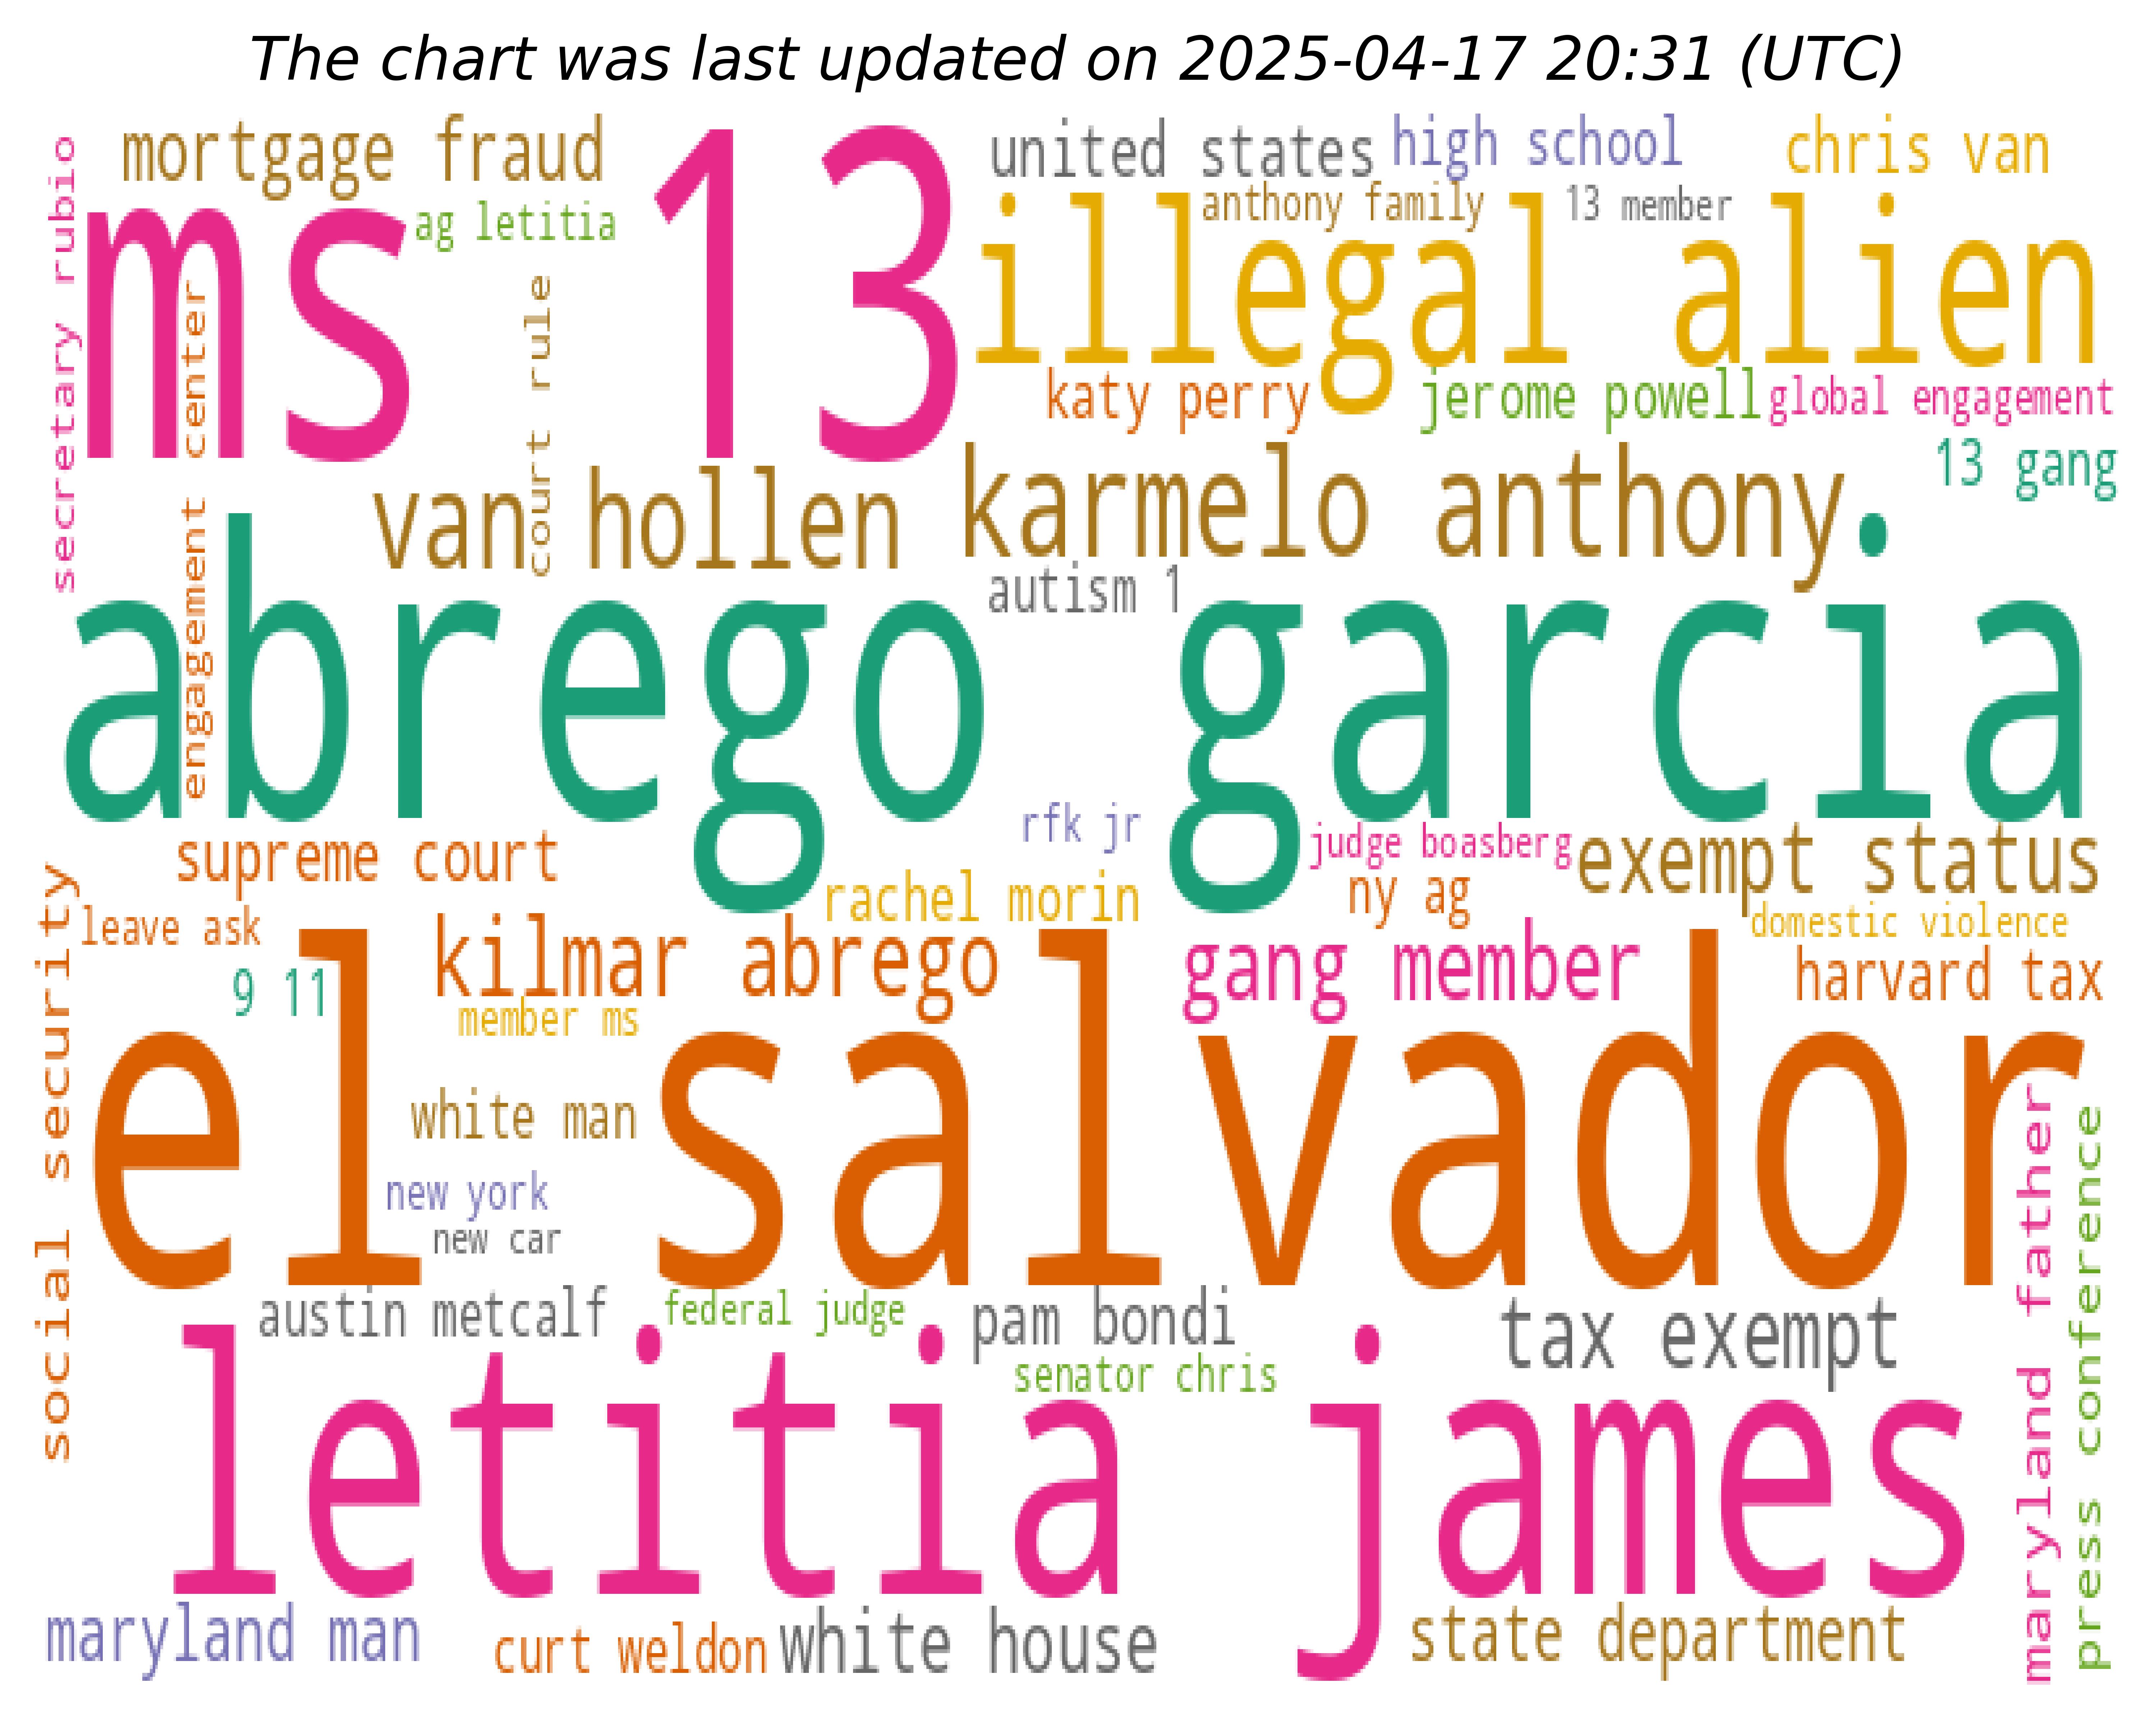 The chart was last updated on 2025-04-17 20:31 (UTC)
mortgage fraud
united states
high school
chris van
secretary rubio
ms 13
ag letitia
anthony family
13 member
illegal alien
engagement center
court rule
katy perry
jerome powell
global engagement
van hollen
karmelo anthony
13 gang
autism 1
abrego garcia
rfk jr
supreme court
judge boasberg
exempt status
rachel morin
ny ag
leave ask
domestic violence
social security
9 11
kilmar abrego
gang member
harvard tax
member ms
el salvador
white man
new york
new car
maryland father
press conference
austin metcalf
federal judge
pam bondi
tax exempt
senator chris
letitia james
maryland man
curt weldon
white house
state department